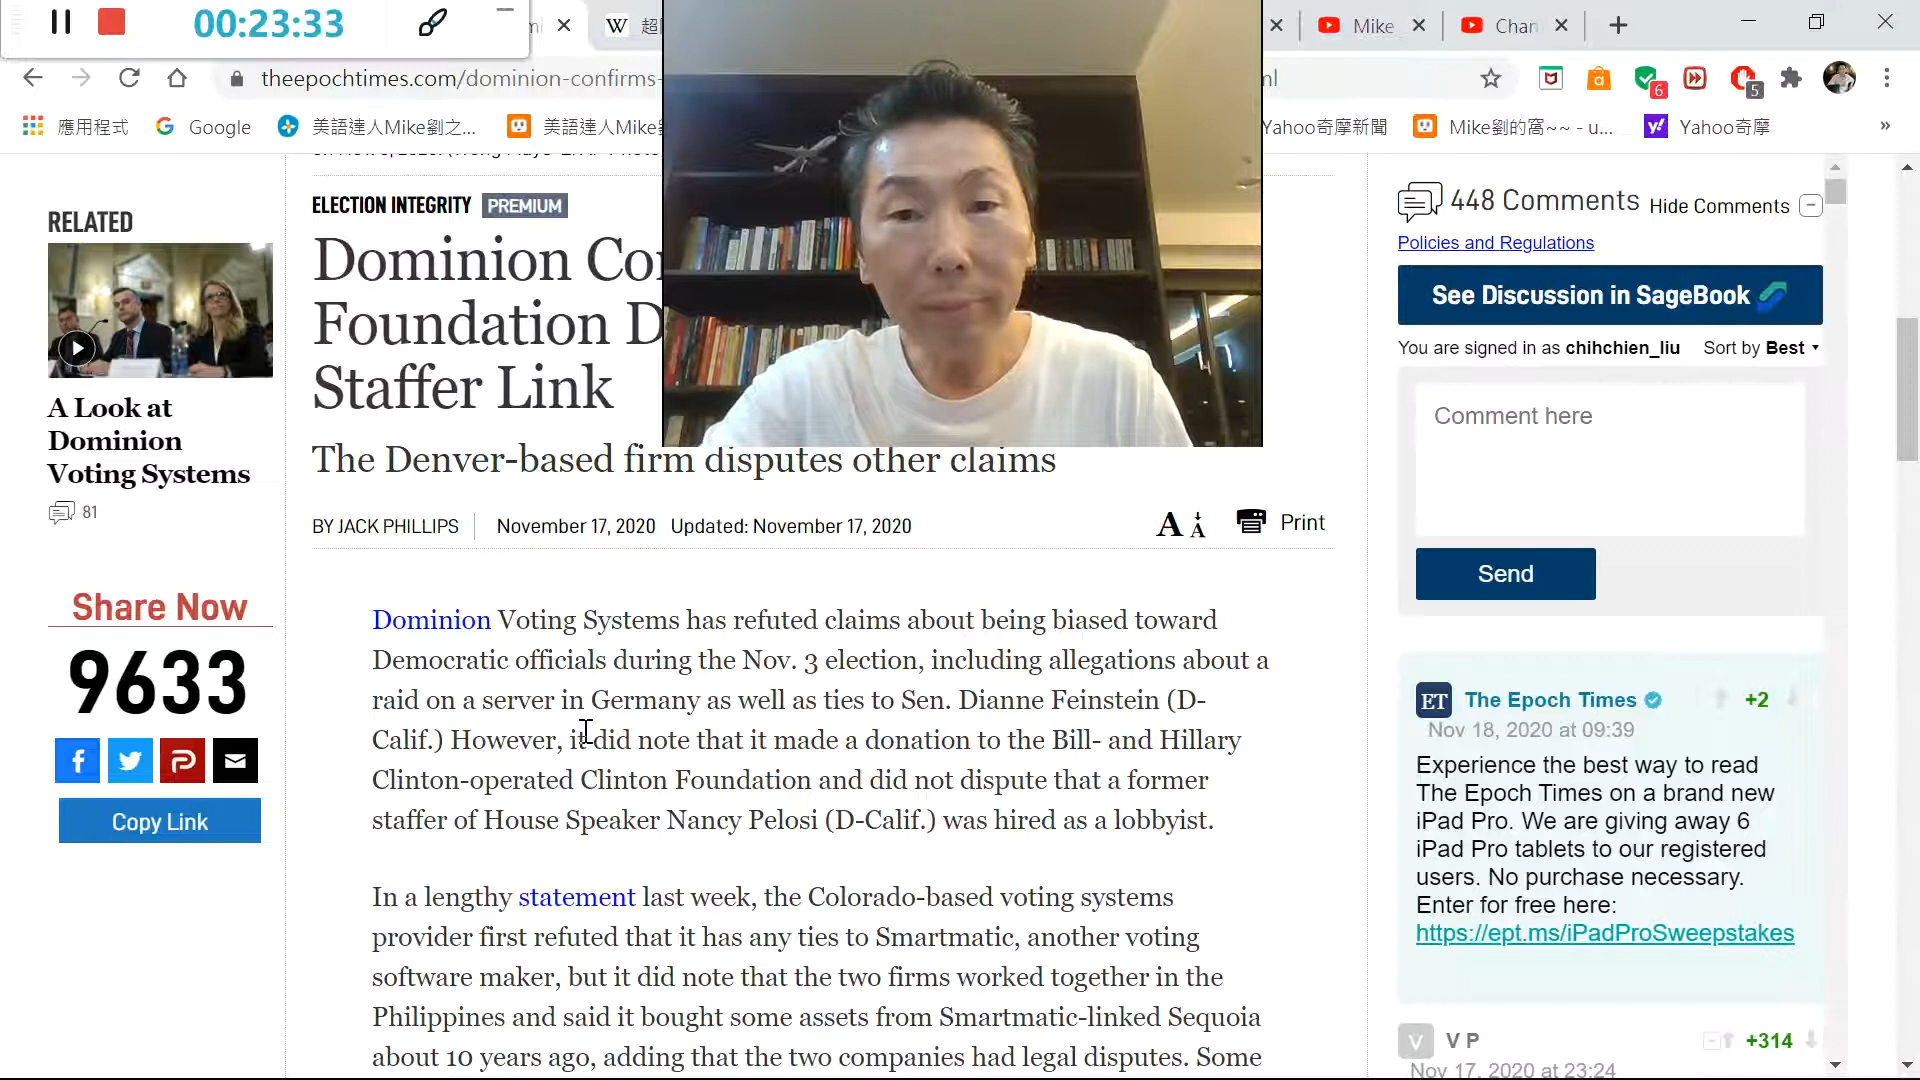 00:23:33
超
Mike
Chan
theepochtimes.com/dominion-confirms-
應用程式
Google
美語達人Mike劉之...
美語達人Mike
Yahoo奇摩新聞
Mike劉的窩~~ - u...
Yahoo奇摩
»
6
5
RELATED
A Look at
Dominion
Voting Systems
81
Share Now
9633
Copy Link
ELECTION INTEGRITY PREMIUM
Dominion Co
Foundation D
Staffer Link
The Denver-based firm disputes other claims
BY JACK PHILLIPS November 17, 2020 Updated: November 17, 2020
A A Print
Dominion Voting Systems has refuted claims about being biased toward
Democratic officials during the Nov. 3 election, including allegations about a
raid on a server in Germany as well as ties to Sen. Dianne Feinstein (D-
Calif.) However, it did note that it made a donation to the Bill- and Hillary
Clinton-operated Clinton Foundation and did not dispute that a former
staffer of House Speaker Nancy Pelosi (D-Calif.) was hired as a lobbyist.
In a lengthy statement last week, the Colorado-based voting systems
provider first refuted that it has any ties to Smartmatic, another voting
software maker, but it did note that the two firms worked together in the
Philippines and said it bought some assets from Smartmatic-linked Sequoia
about 10 years ago, adding that the two companies had legal disputes. Some
448 Comments Hide Comments
Policies and Regulations
See Discussion in SageBook
You are signed in as chihchien_liu Sort by Best
Comment here
Send
ET The Epoch Times +2
Nov 18, 2020 at 09:39
Experience the best way to read
The Epoch Times on a brand new
iPad Pro. We are giving away 6
iPad Pro tablets to our registered
users. No purchase necessary.
Enter for free here:
https://ept.ms/iPadProSweepstakes
V V P +314
Nov 17, 2020 at 23:24